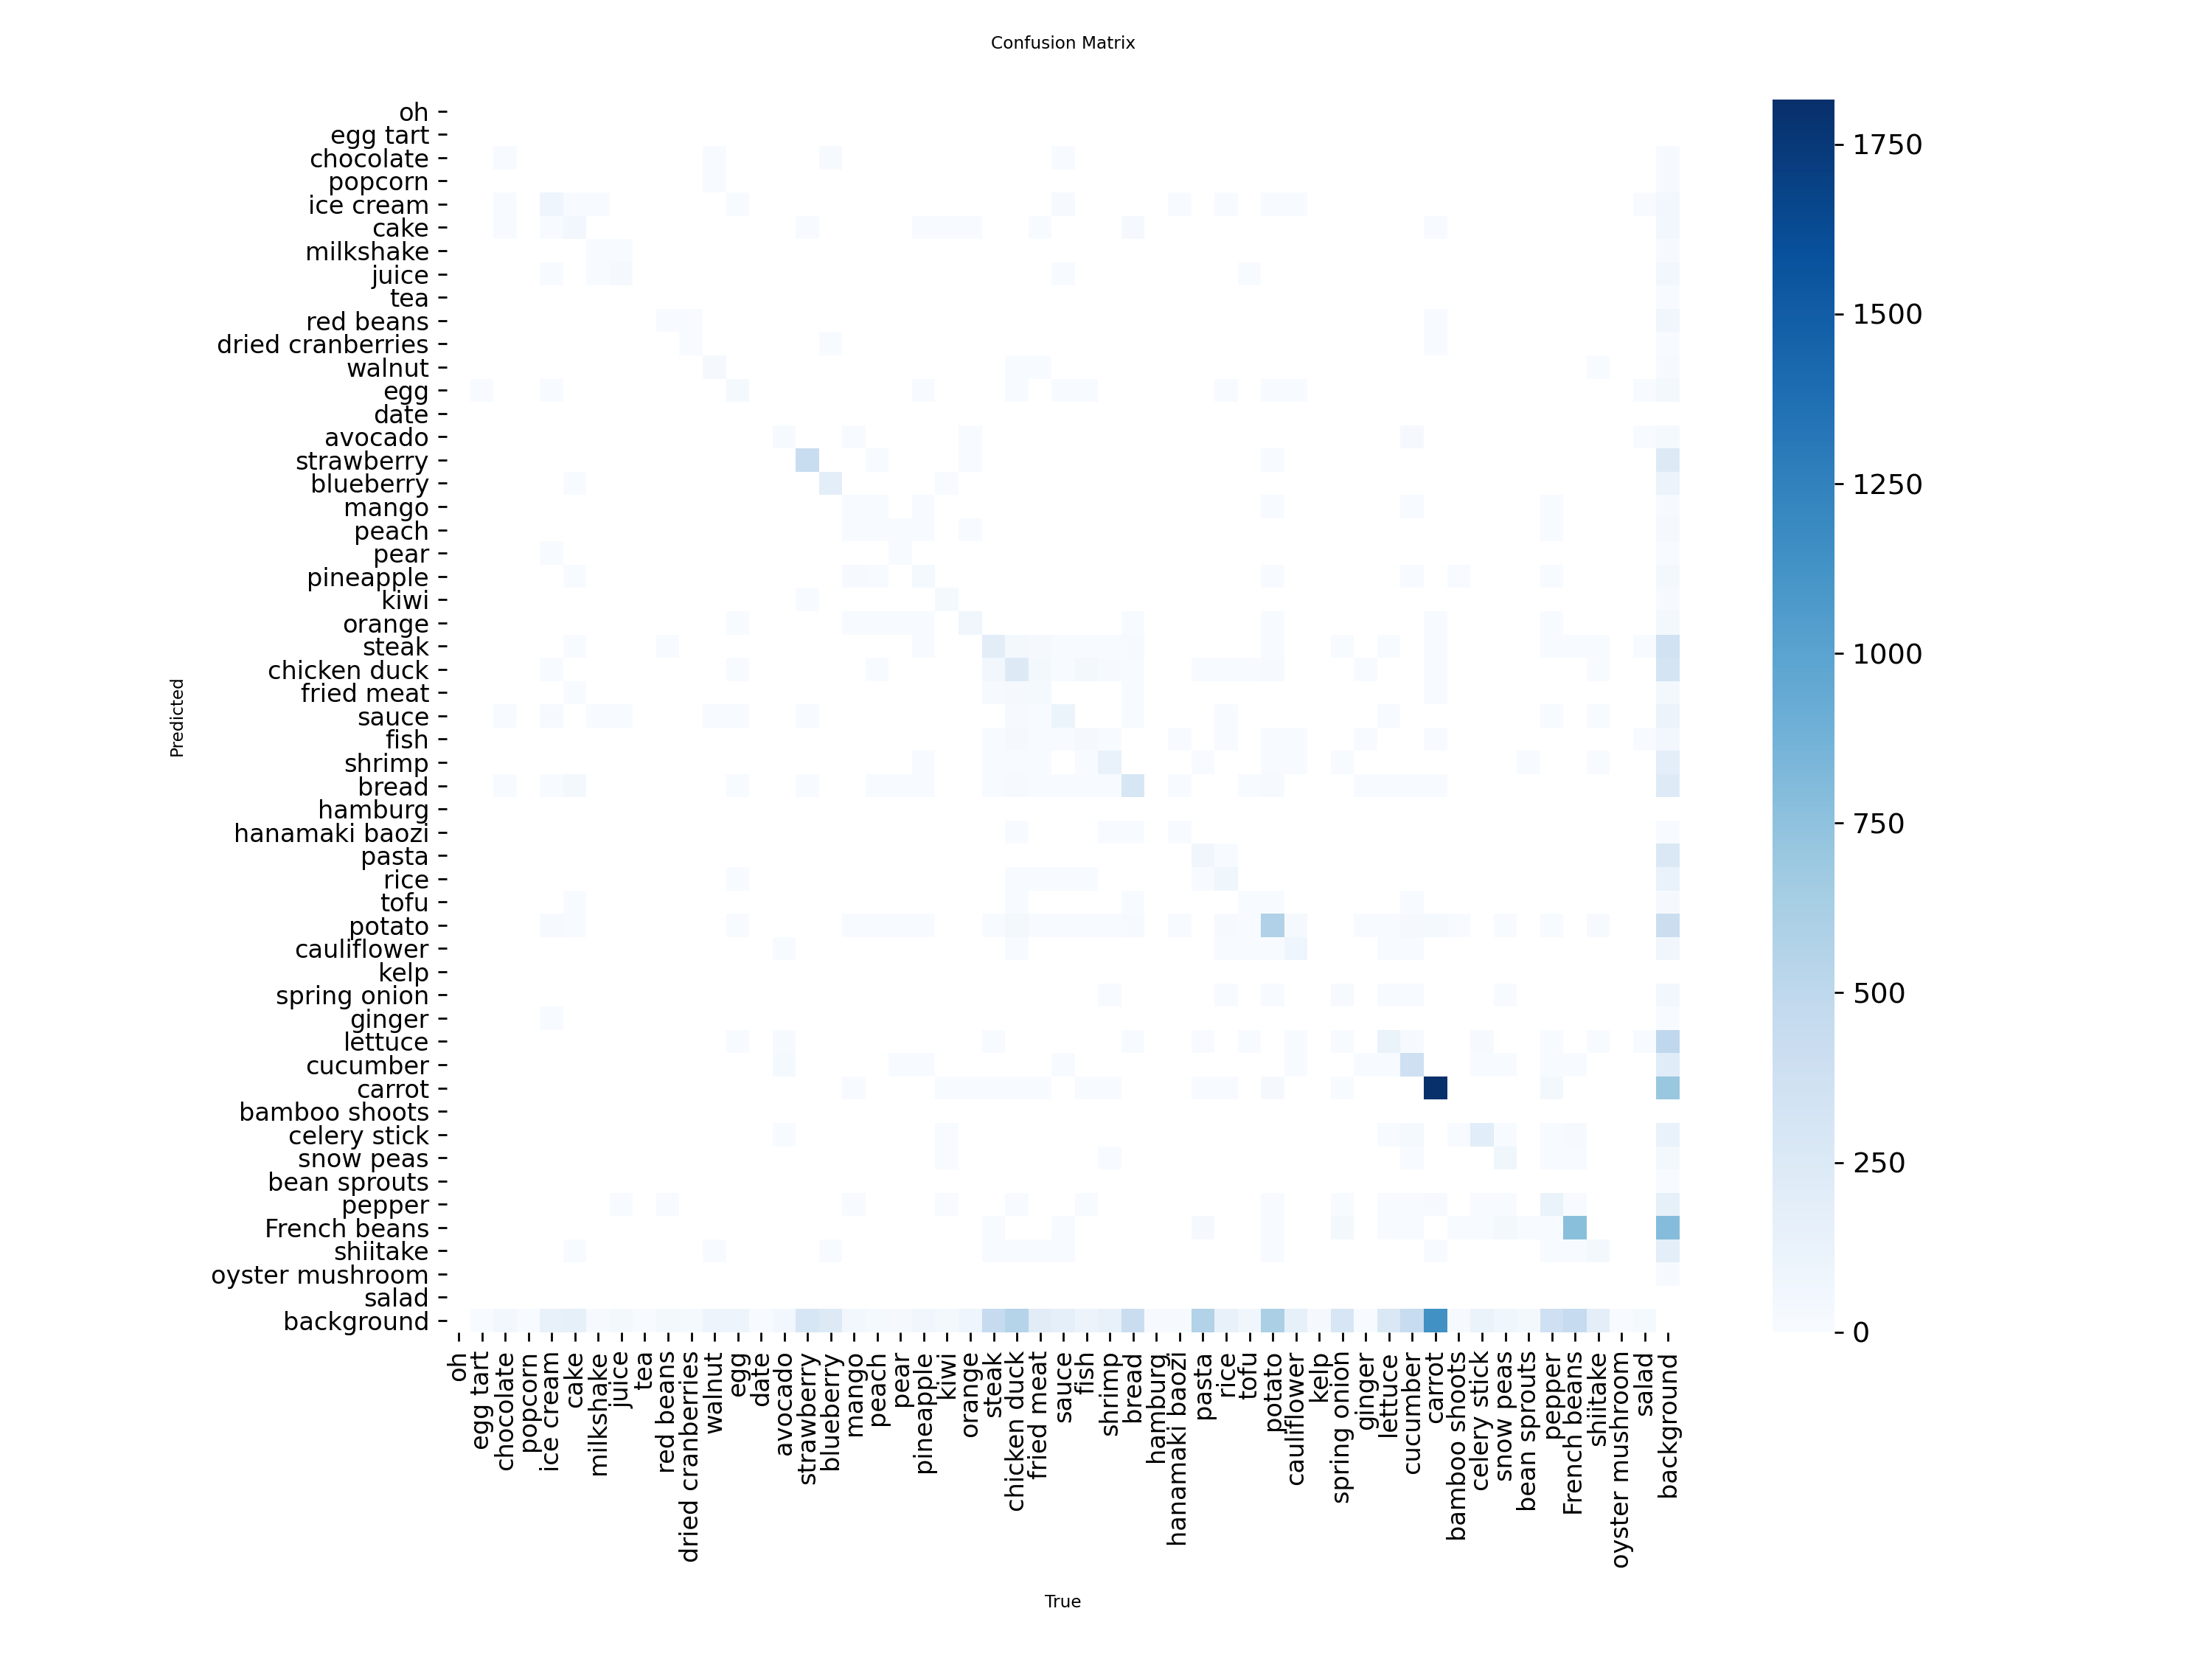 Confusion Matrix
oh
egg tart
chocolate
popcorn
ice cream
cake
milkshake
juice
tea
red beans
dried cranberries
walnut
egg
date
avocado
strawberry
blueberry
mango
peach
pear
pineapple
kiwi
orange
steak
chicken duck
fried meat
sauce
fish
shrimp
bread
hamburg
hanamaki baozi
pasta
rice
tofu
potato
cauliflower
kelp
spring onion
ginger
lettuce
cucumber
carrot
bamboo shoots
celery stick
snow peas
bean sprouts
pepper
French beans
shiitake
oyster mushroom
salad
background
Predicted
oh
egg tart
chocolate
popcorn
ice cream
cake
milkshake
juice
tea
red beans
dried cranberries
walnut
egg
date
avocado
strawberry
blueberry
mango
peach
pear
pineapple
kiwi
orange
steak
chicken duck
fried meat
sauce
fish
shrimp
bread
hamburg
hanamaki baozi
pasta
rice
tofu
potato
cauliflower
kelp
spring onion
ginger
lettuce
cucumber
carrot
bamboo shoots
celery stick
snow peas
bean sprouts
pepper
French beans
shiitake
oyster mushroom
salad
background
True
1750
1500
1250
1000
750
500
250
0